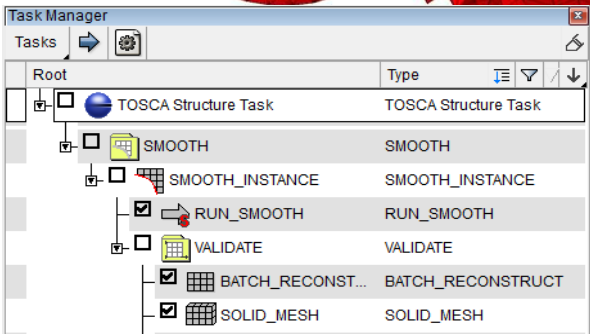 Task Manager
Tasks
Root Type
TOSCA Structure Task TOSCA Structure Task
SMOOTH SMOOTH
SMOOTH_INSTANCE SMOOTH_INSTANCE
RUN_SMOOTH RUN_SMOOTH
VALIDATE VALIDATE
BATCH_RECONST... BATCH_RECONSTRUCT
SOLID_MESH SOLID_MESH